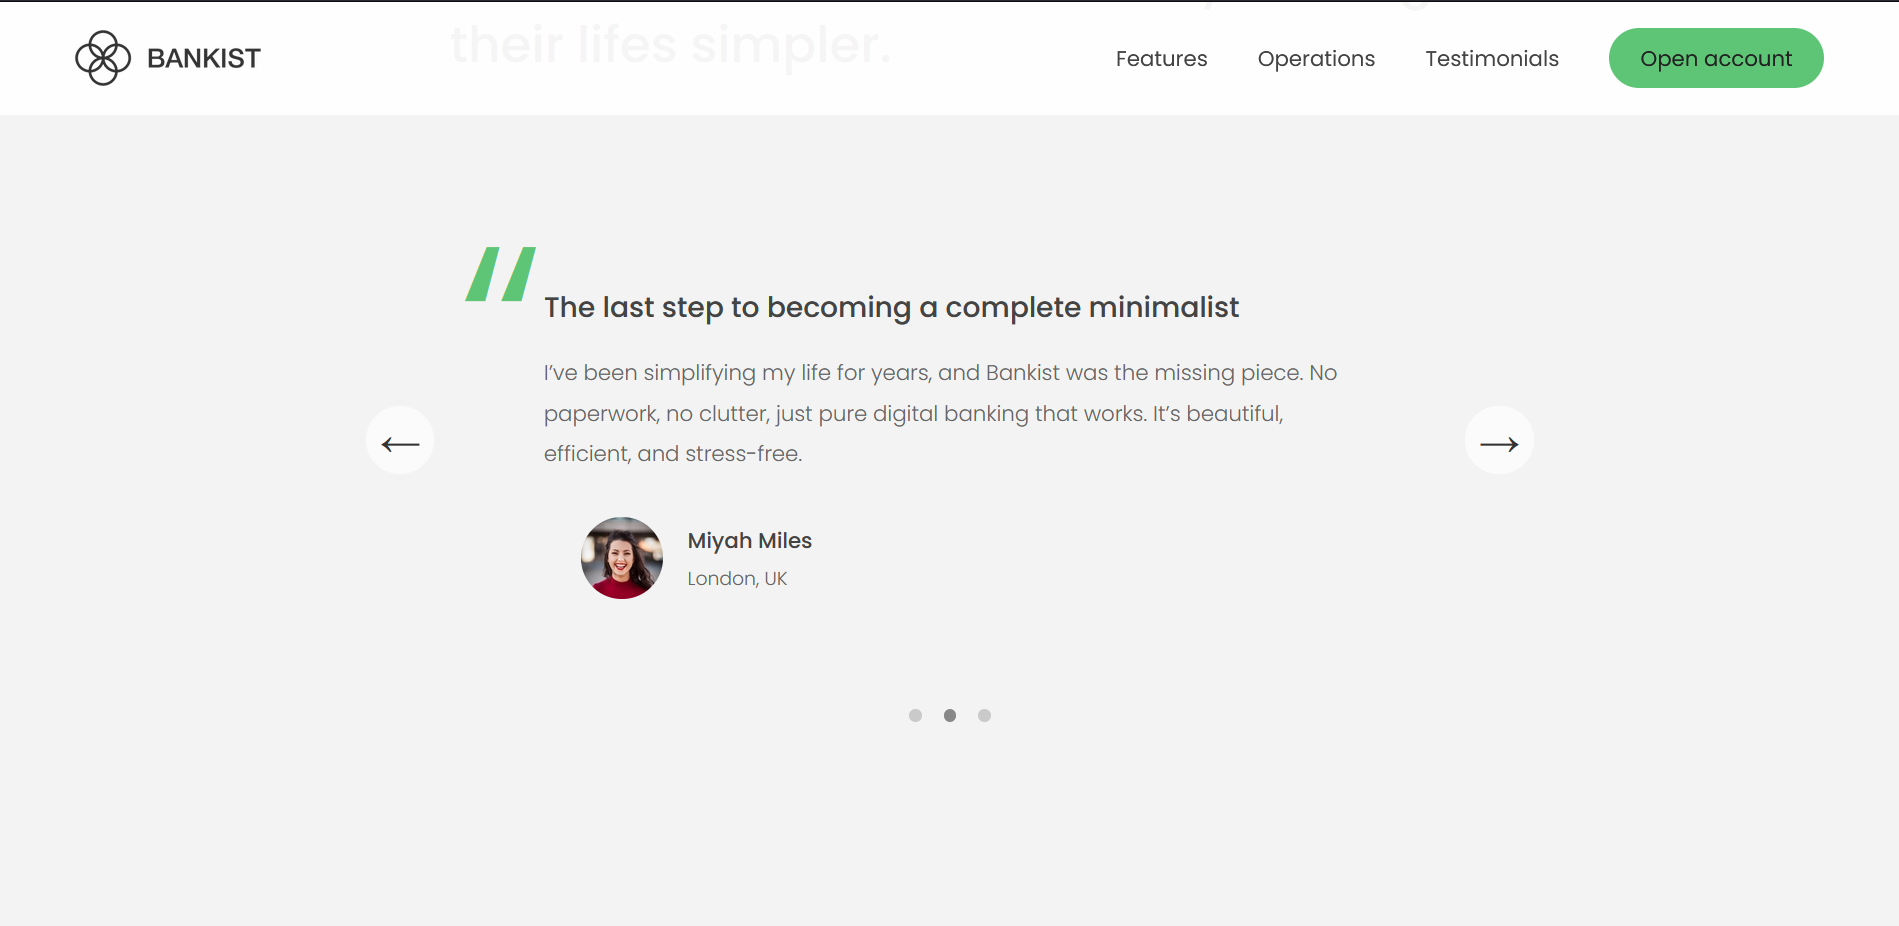 their lifes simpler.
BANKIST
Features
Operations
Testimonials
Open account
The last step to becoming a complete minimalist
I’ve been simplifying my life for years, and Bankist was the missing piece. No
paperwork, no clutter, just pure digital banking that works. It’s beautiful,
efficient, and stress-free.
Miyah Miles
London, UK